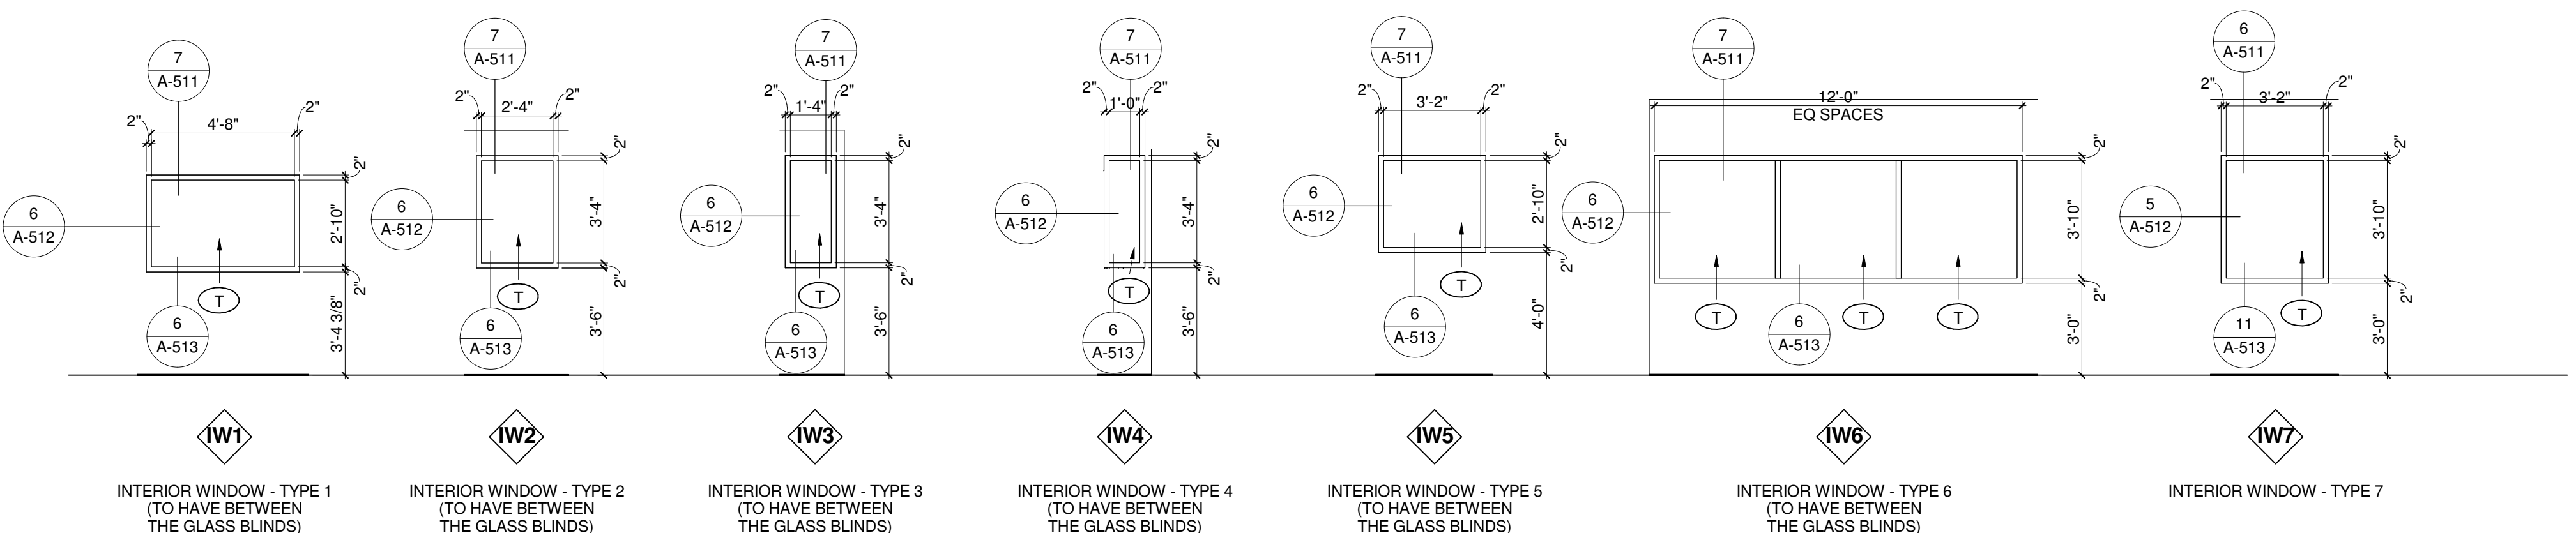 7
A-511
2"
4'-8"
2"
6
A-512
2"
2'-10"
2"
3'-4 3/8"
T
6
A-513
IW1
INTERIOR WINDOW - TYPE 1
(TO HAVE BETWEEN
THE GLASS BLINDS)
7
A-511
2"
2'-4"
2"
6
A-512
2"
3'-4"
2"
3'-6"
T
6
A-513
IW2
INTERIOR WINDOW - TYPE 2
(TO HAVE BETWEEN
THE GLASS BLINDS)
7
A-511
2"
1'-4"
2"
6
A-512
2"
3'-4"
2"
3'-6"
T
6
A-513
IW3
INTERIOR WINDOW - TYPE 3
(TO HAVE BETWEEN
THE GLASS BLINDS)
7
A-511
2"
1'-0"
2"
6
A-512
2"
3'-4"
2"
3'-6"
T
6
A-513
IW4
INTERIOR WINDOW - TYPE 4
(TO HAVE BETWEEN
THE GLASS BLINDS)
7
A-511
2"
3'-2"
2"
6
A-512
2"
2'-10"
2"
4'-0"
T
6
A-513
IW5
INTERIOR WINDOW - TYPE 5
(TO HAVE BETWEEN
THE GLASS BLINDS)
7
A-511
12'-0"
EQ SPACES
6
A-512
2"
3'-10"
2"
3'-0"
T
T
T
6
A-513
IW6
INTERIOR WINDOW - TYPE 6
(TO HAVE BETWEEN
THE GLASS BLINDS)
6
A-511
2"
3'-2"
2"
5
A-512
2"
3'-10"
2"
3'-0"
T
11
A-513
IW7
INTERIOR WINDOW - TYPE 7